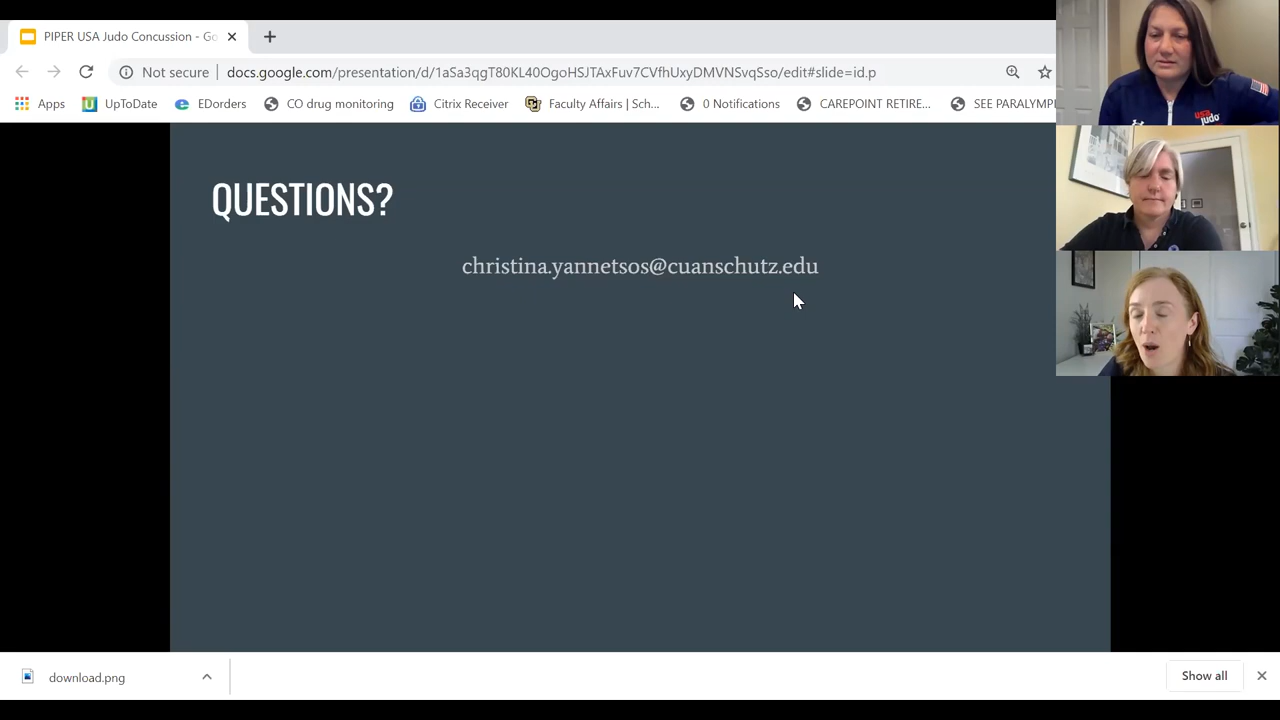 PIPER USA Judo Concussion - Go
Not secure
docs.google.com/presentation/d/1aSa3qgT80KL40OgoHSJTAxFuv7CVfhUxyDMVNSvqSso/edit#slide=id.p
Apps UpToDate EDorders CO drug monitoring Citrix Receiver Faculty Affairs | Sch... 0 Notifications CAREPOINT RETIRE... SEE PARALYMPI
USA
judo
QUESTIONS?
christina.yannetsos@cuanschutz.edu
download.png
Show all